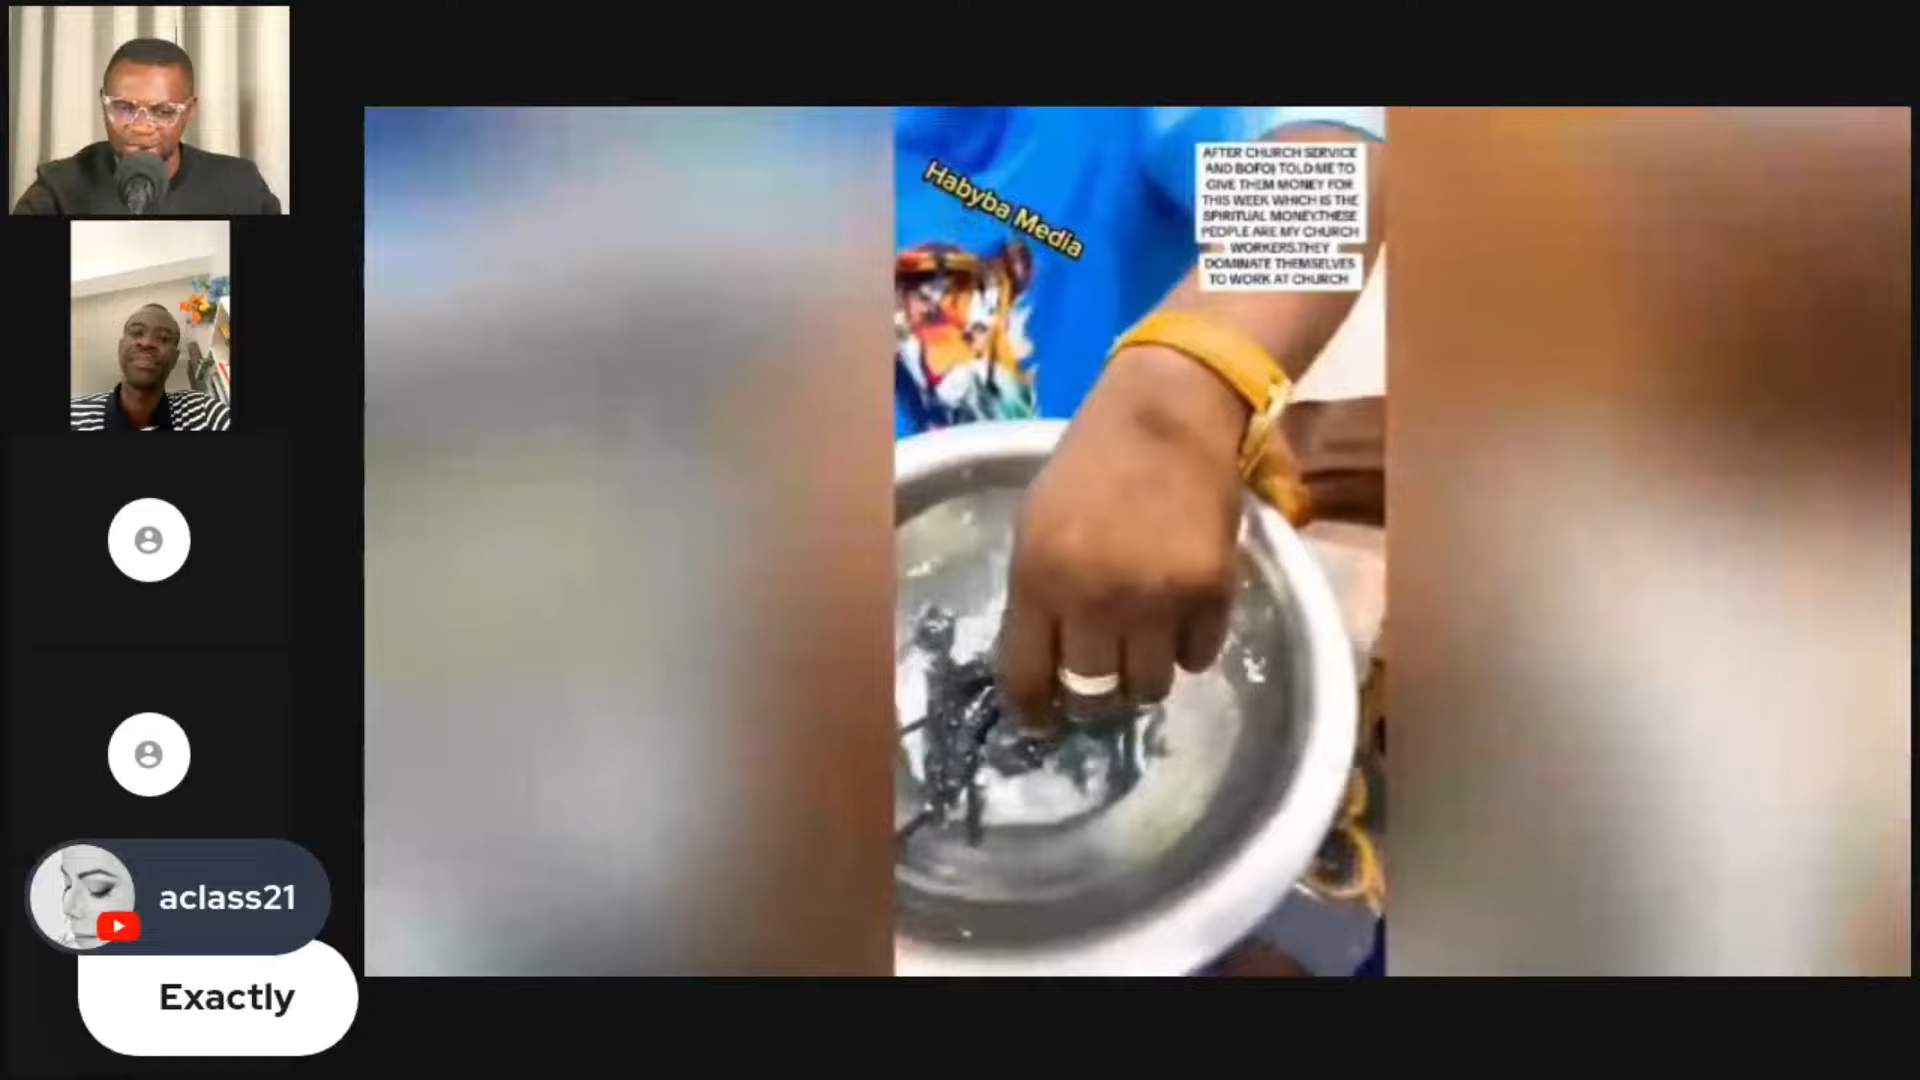 Habyba Media
AFTER CHURCH SERVICE
AND BOFO) TOLD ME TO
GIVE THEM MONEY FOR
THIS WEEK WHICH IS THE
SPIRITUAL MONEY.THESE
PEOPLE ARE MY CHURCH
WORKERS.THEY
DOMINATE THEMSELVES
TO WORK AT CHURCH
aclass21
Exactly